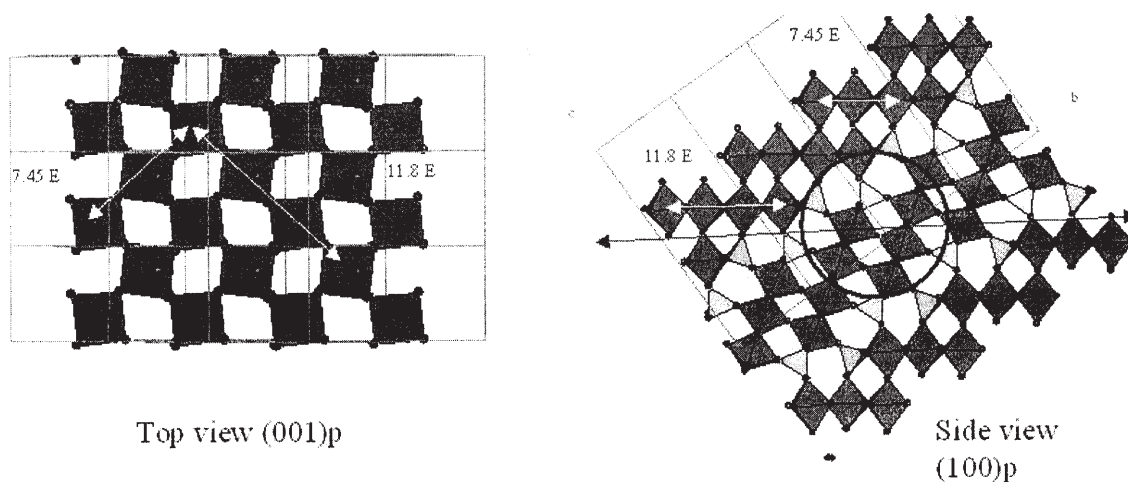 7.45 E
11.8 E
Top view (001)p
7.45 E
c
b
11.8 E
Side view
(100)p